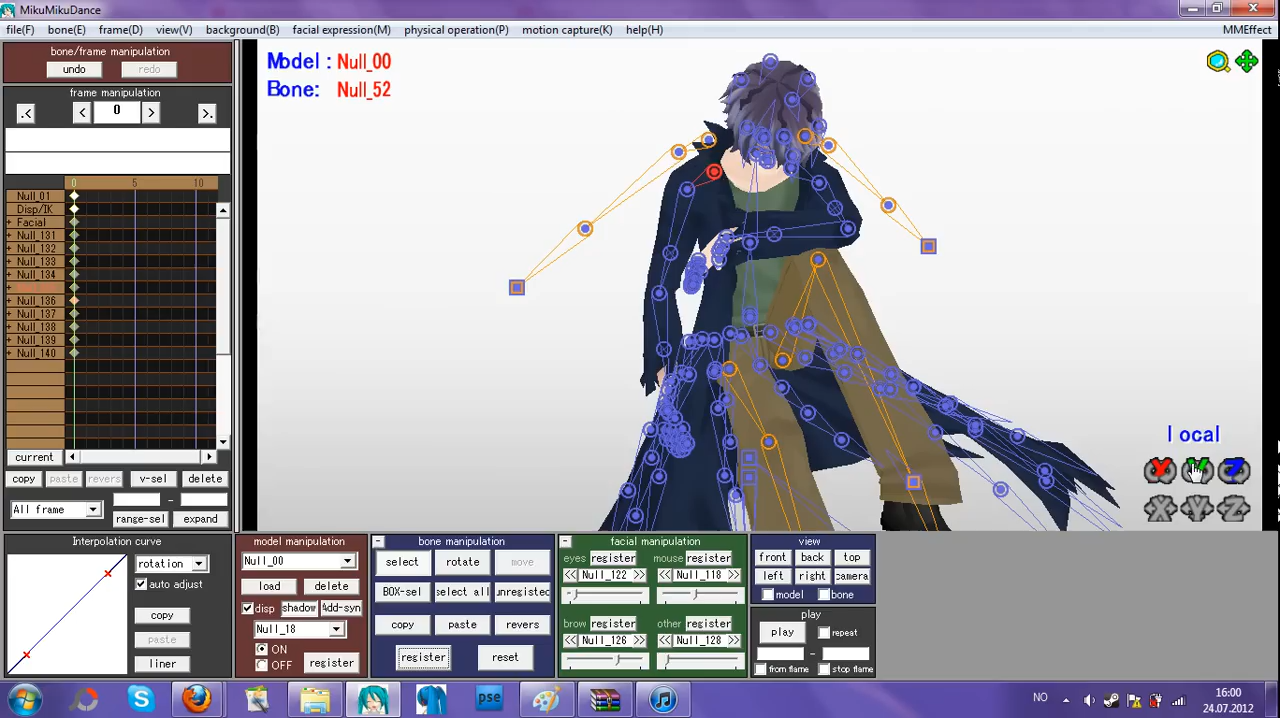 MikuMikuDance
file(F) bone(E) frame(D) view(V) background(B) facial expression(M) physical operation(P) motion capture(K) help(H) MMEffect
bone/frame manipulation
undo redo
frame manipulation
.< < 0 > >.
0 5 10
Null_01
Disp/IK
+ Facial
+ Null_131
+ Null_132
+ Null_133
+ Null_134
+ Null_136
+ Null_137
+ Null_138
+ Null_139
+ Null_140
current
copy paste revers v-sel delete
All frame -
range-sel expand
Model : Null_00
Bone: Null_52
local
X Y Z
X Y Z
Interpolation curve
rotation
auto adjust
copy
paste
liner
model manipulation
Null_00
load delete
disp shadow Add-syn
Null_18
ON
OFF register
- bone manipulation
select rotate move
BOX-sel select all unregistered
copy paste revers
register reset
- facial manipulation
eyes register mouse register
<< Null_122 >> << Null_118 >>
brow register other register
<< Null_126 >> << Null_128 >>
view
front back top
left right camera
model bone
play
play repeat
-
from flame stop flame
pse
NO 16:00
24.07.2012